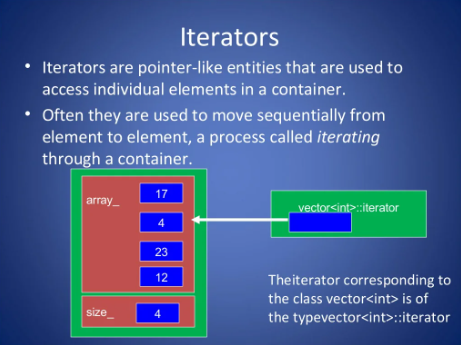 Iterators
• Iterators are pointer-like entities that are used to
access individual elements in a container.
• Often they are used to move sequentially from
element to element, a process called iterating
through a container.
array_
17
4
23
12
size_
4
vector<int>::iterator
Theiterator corresponding to
the class vector<int> is of
the typevector<int>::iterator